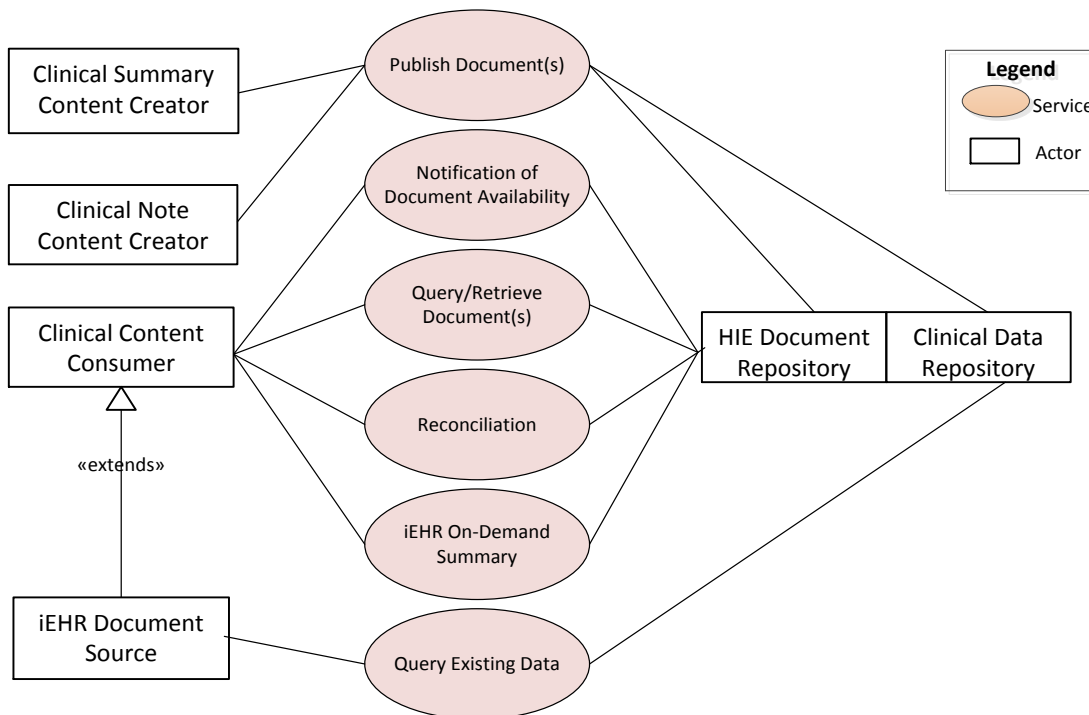 Clinical Summary
Content Creator
Publish Document(s)
Legend
Service
Actor
Notification of
Document Availability
Clinical Note
Content Creator
Query/Retrieve
Document(s)
Clinical Content
Consumer
HIE Document
Repository
Clinical Data
Repository
Reconciliation
«extends»
iEHR On-Demand
Summary
iEHR Document
Source
Query Existing Data